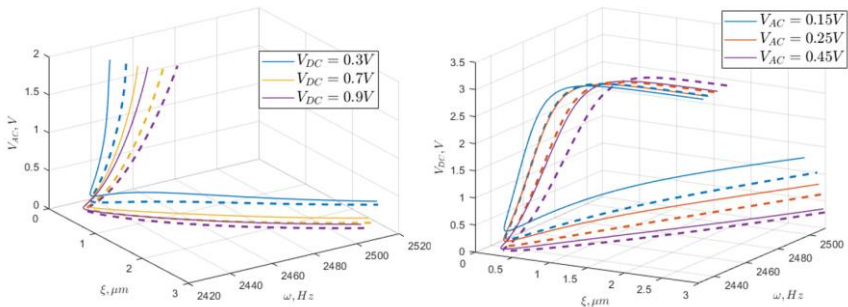 2
1.5
1
0.5
0
V_AC, V
0
1
2
3
ξ, μm
2420
2440
2460
2480
2500
2520
ω, Hz
V_DC = 0.3V
V_DC = 0.7V
V_DC = 0.9V
3.5
3
2.5
2
1.5
1
0.5
0
V_DC, V
0
0.5
1
1.5
2
2.5
3
ξ, μm
2440
2460
2480
2500
ω, Hz
V_AC = 0.15V
V_AC = 0.25V
V_AC = 0.45V